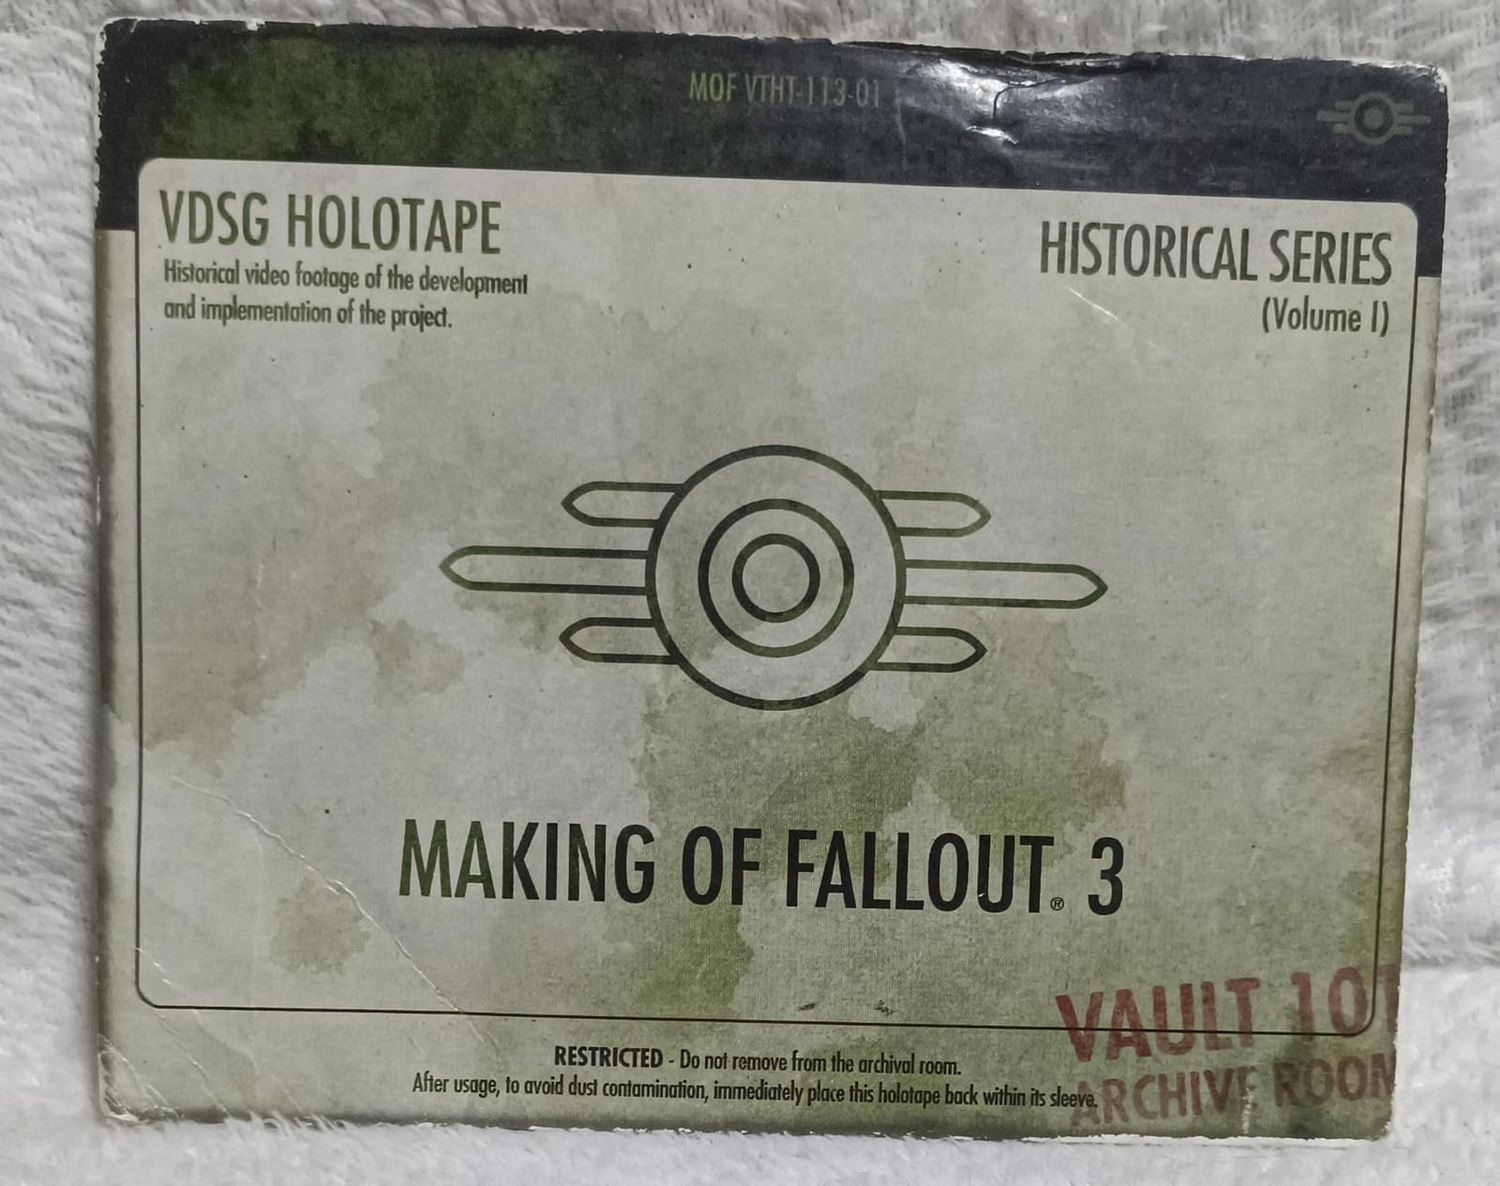 MOF VTHT-113-01
VDSG HOLOTAPE
Historical video footage of the development
and implementation of the project.
HISTORICAL SERIES
(Volume I)
MAKING OF FALLOUT® 3
VAULT 101
ARCHIVE ROOM
RESTRICTED - Do not remove from the archival room.
After usage, to avoid dust contamination, immediately place this holotape back within its sleeve.